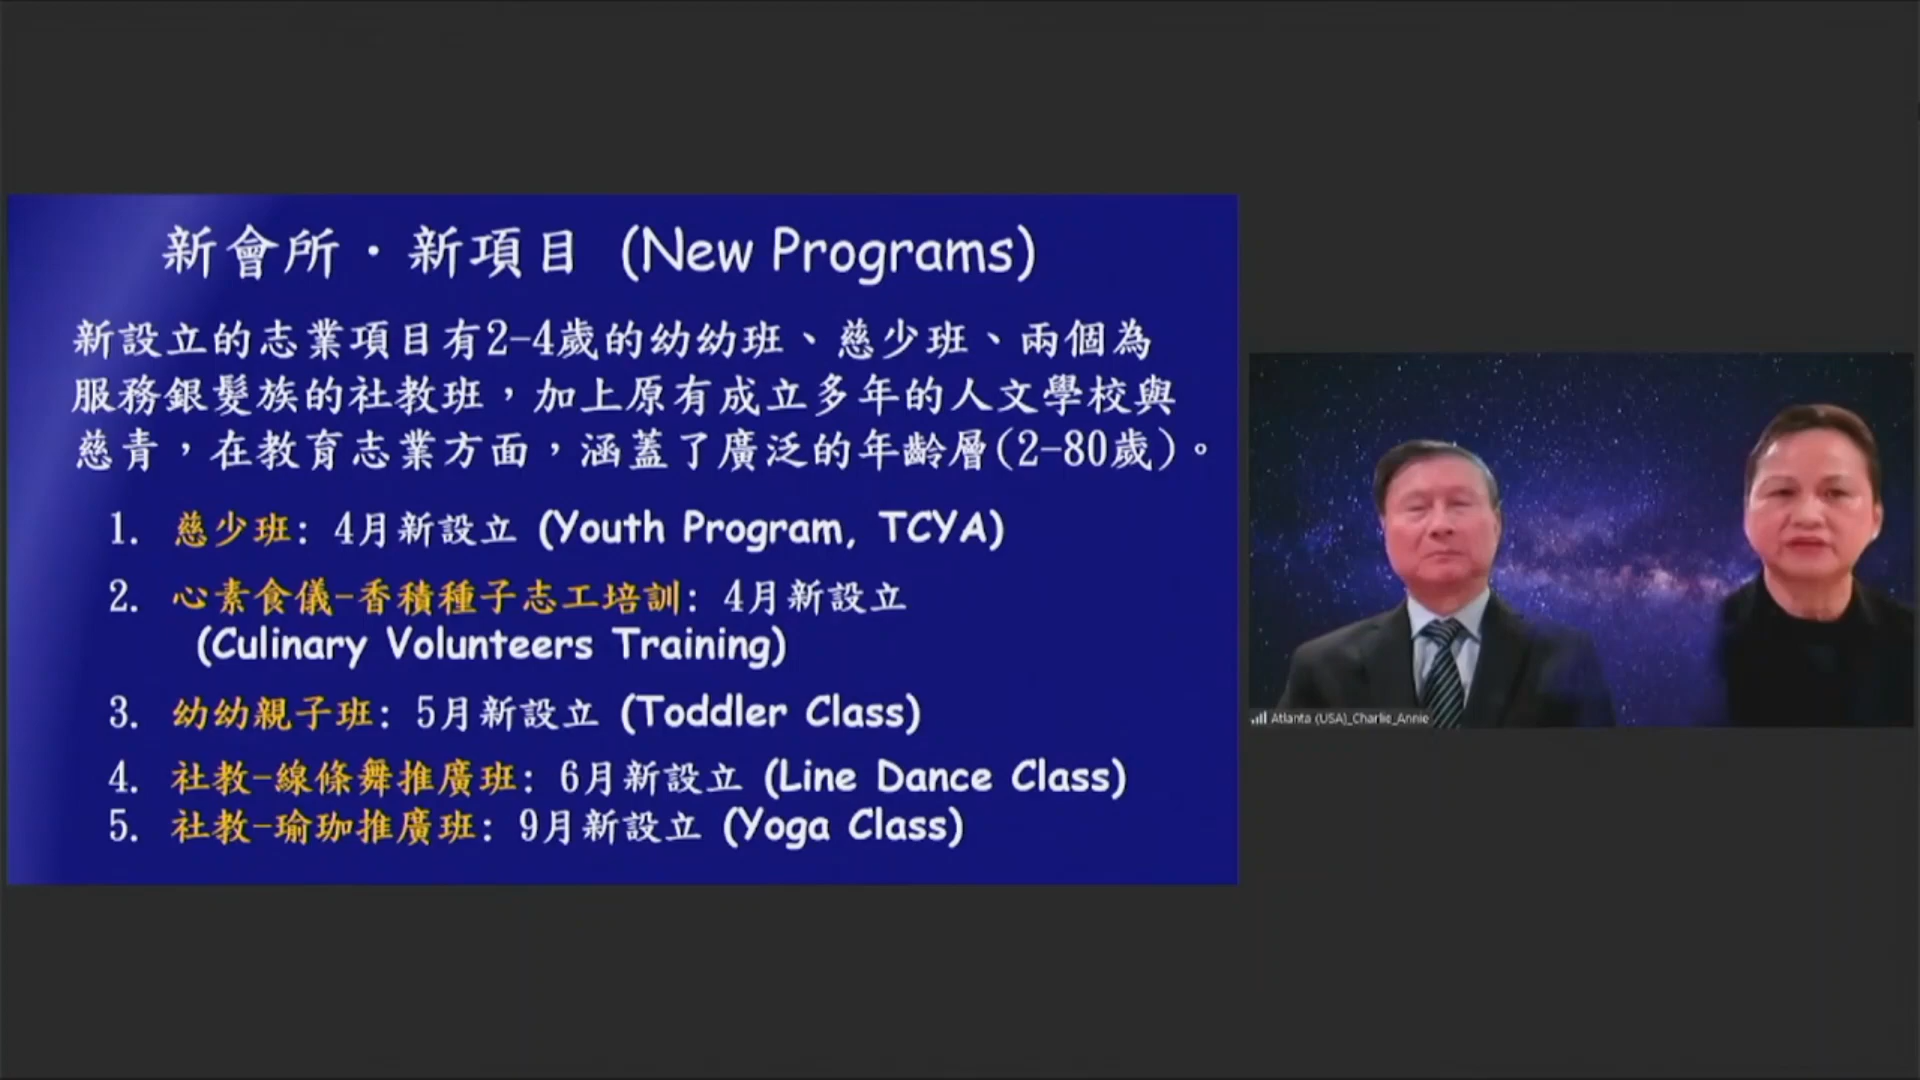 新會所·新項目 (New Programs)
新設立的志業項目有2-4歲的幼幼班、慈少班、兩個為
服務銀髮族的社教班，加上原有成立多年的人文學校與
慈青，在教育志業方面，涵蓋了廣泛的年齡層(2-80歲)。
1. 慈少班: 4月新設立 (Youth Program, TCYA)
2. 心素食儀-香積種子志工培訓: 4月新設立
(Culinary Volunteers Training)
3. 幼幼親子班: 5月新設立 (Toddler Class)
4. 社教-線條舞推廣班: 6月新設立 (Line Dance Class)
5. 社教-瑜珈推廣班: 9月新設立 (Yoga Class)
Atlanta (USA)_Charlie_Annie